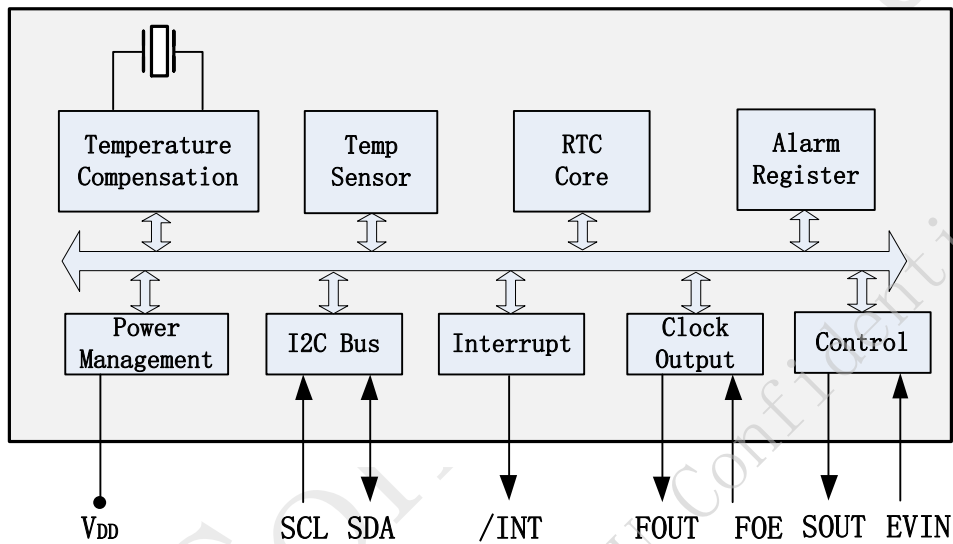 Temperature
Compensation
Temp
Sensor
RTC
Core
Alarm
Register
Power
Management
I2C Bus
Interrupt
Clock
Output
Control
VDD
SCL
SDA
/INT
FOUT
FOE
SOUT
EVIN